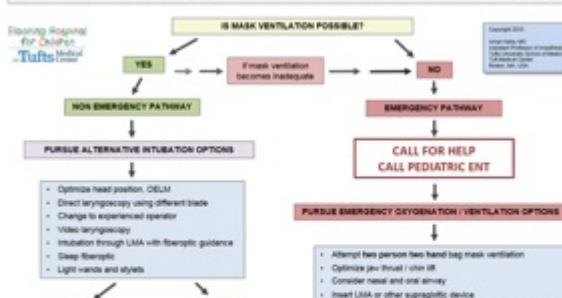 Floating Hospital
for Children
at Tufts Medical
Center
IS MASK VENTILATION POSSIBLE?
Copyright 2013
YES
If mask ventilation
becomes inadequate
NO
NON EMERGENCY PATHWAY
EMERGENCY PATHWAY
PURSUE ALTERNATIVE INTUBATION OPTIONS
CALL FOR HELP
CALL PEDIATRIC ENT
• Optimize head position, OELM
• Direct laryngoscopy using different blade
• Change to experienced operator
• Video laryngoscopy
• Intubation through LMA with fiberoptic guidance
• Sleep fiberoptic
• Light wands and stylets
PURSUE EMERGENCY OXYGENATION / VENTILATION OPTIONS
• Attempt two person two hand bag mask ventilation
• Optimize jaw thrust / chin lift
• Consider nasal and oral airway
• Insert LMA or other supraglottic device